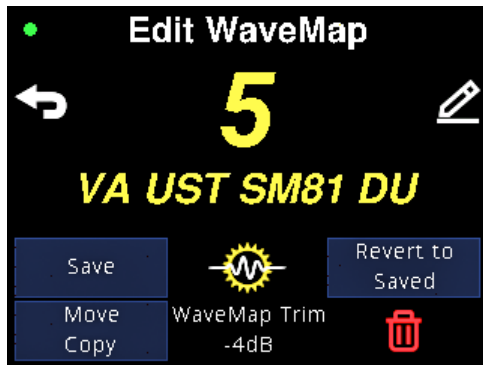 Edit WaveMap
5
VA UST SM81 DU
Save
Revert to
Saved
Move
Copy
WaveMap Trim
-4dB